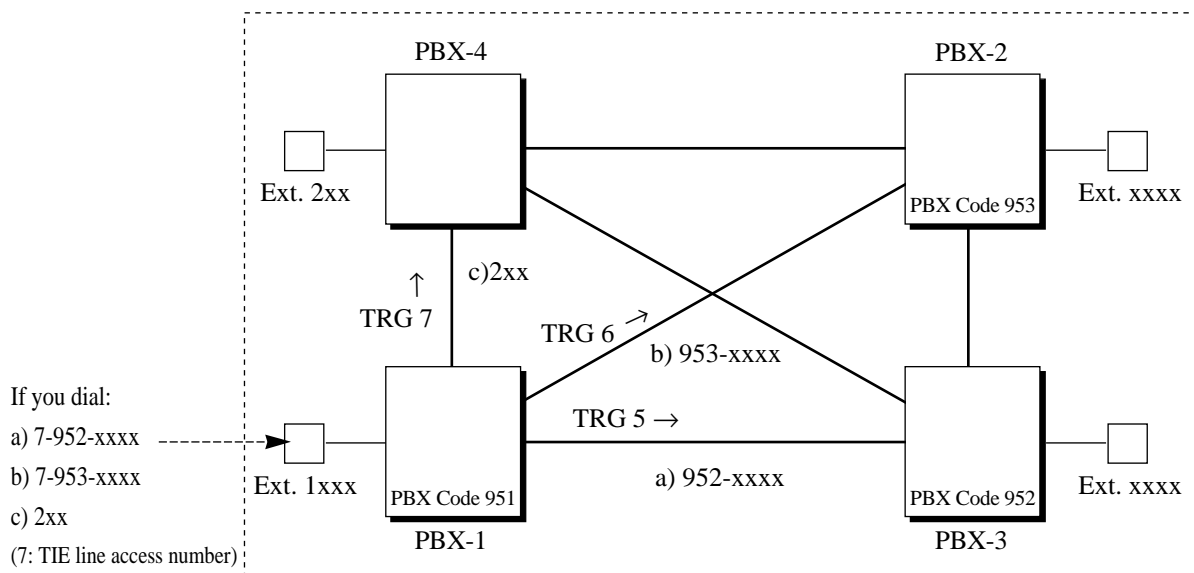 PBX-4
PBX-2
Ext. 2xx
PBX Code 953
Ext. xxxx
↑
c)2xx
TRG 7
TRG 6 →
b) 953-xxxx
If you dial:
a) 7-952-xxxx
b) 7-953-xxxx
c) 2xx
(7: TIE line access number)
TRG 5 →
Ext. 1xxx
PBX Code 951
a) 952-xxxx
PBX Code 952
Ext. xxxx
PBX-1
PBX-3